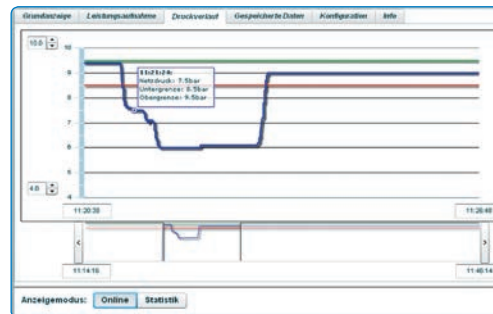 Grundanzeige Leistungsaufnahme Druckverlauf Gespeicherte Daten Konfiguration Info
10.0
10
9
8
7
6
5
4
4.0
11:21:24:
Netzdruck: 7.5bar
Untergrenze: 8.5bar
Obergrenze: 9.5bar
11:20:38
11:26:48
11:14:16
11:46:14
Anzeigemodus: Online Statistik